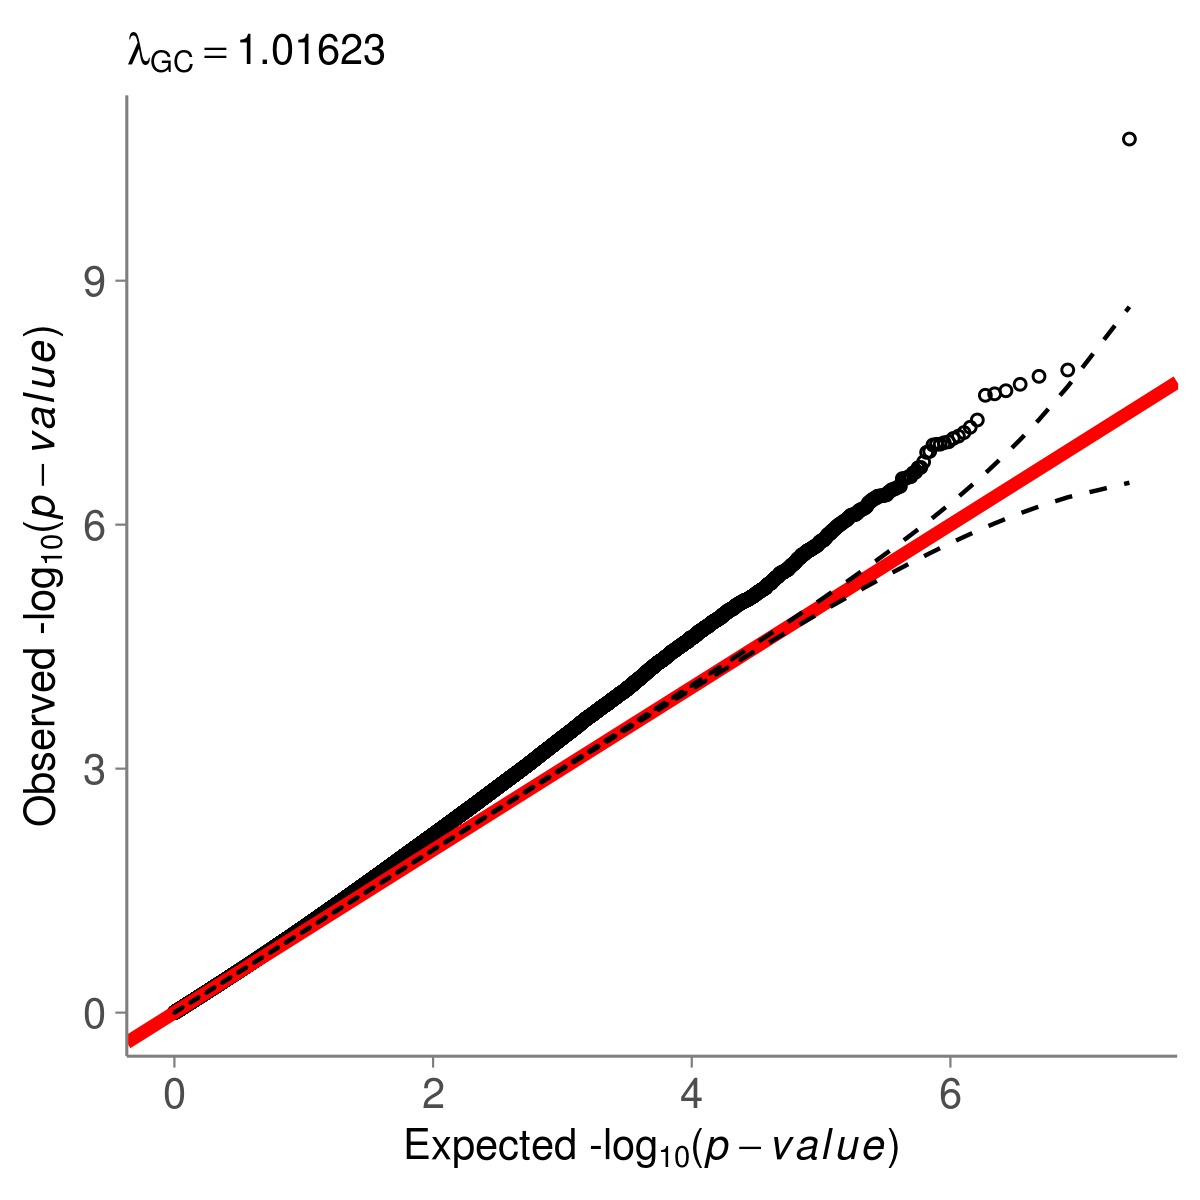 λGC = 1.01623
9
6
3
0
Observed -log10(p − value)
0 2 4 6
Expected -log10(p − value)